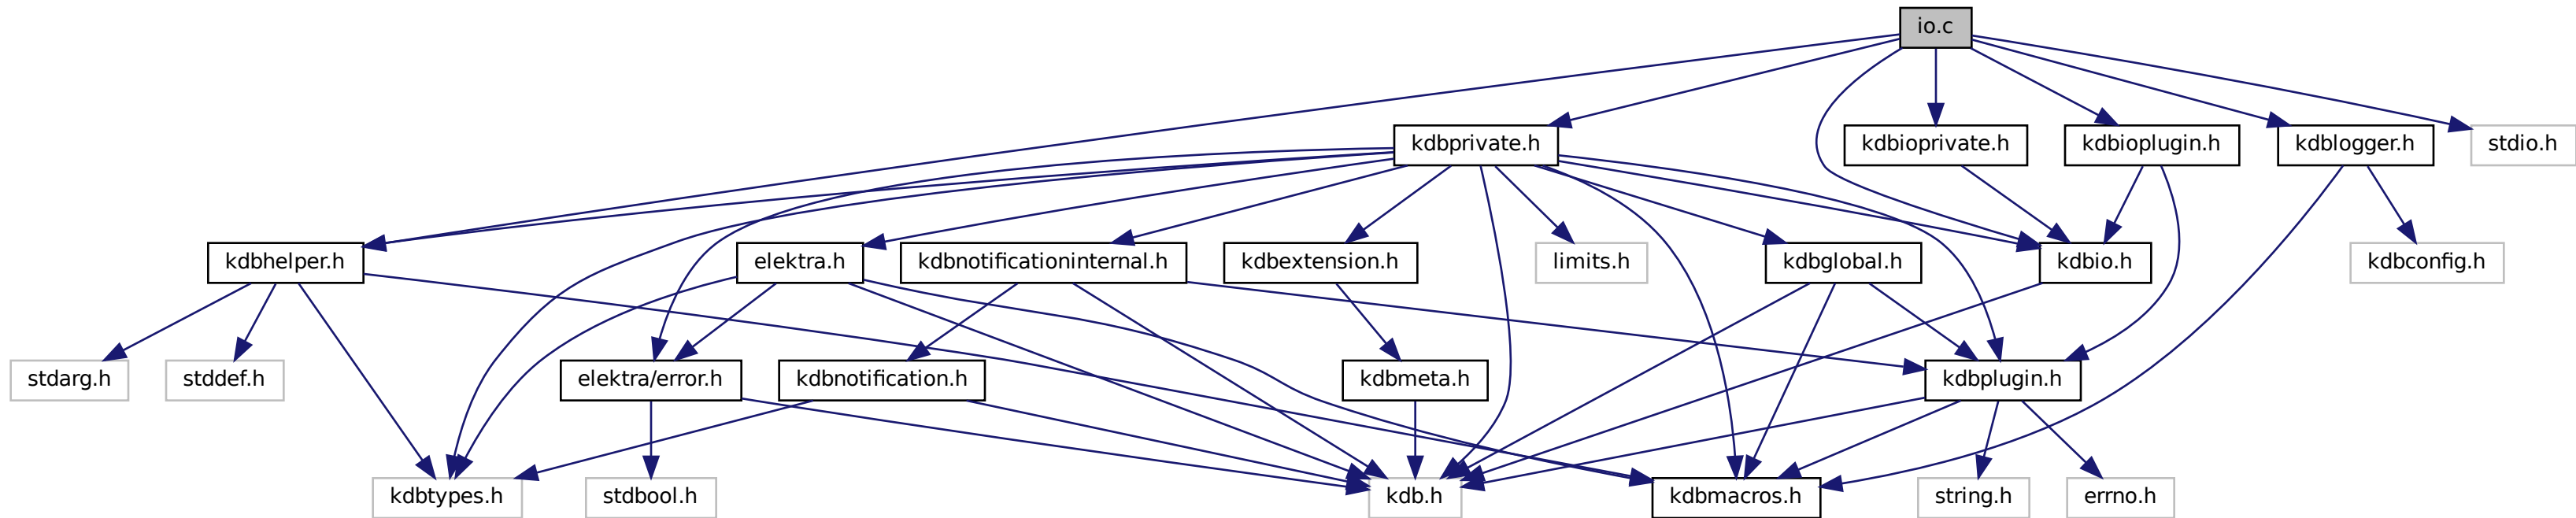 io.c
kdbprivate.h
kdbioprivate.h
kdbioplugin.h
kdblogger.h
stdio.h
kdbhelper.h
elektra.h
kdbnotificationinternal.h
kdbextension.h
limits.h
kdbglobal.h
kdbio.h
kdbconfig.h
stdarg.h
stddef.h
elektra/error.h
kdbnotification.h
kdbmeta.h
kdbplugin.h
kdbtypes.h
stdbool.h
kdb.h
kdbmacros.h
string.h
errno.h